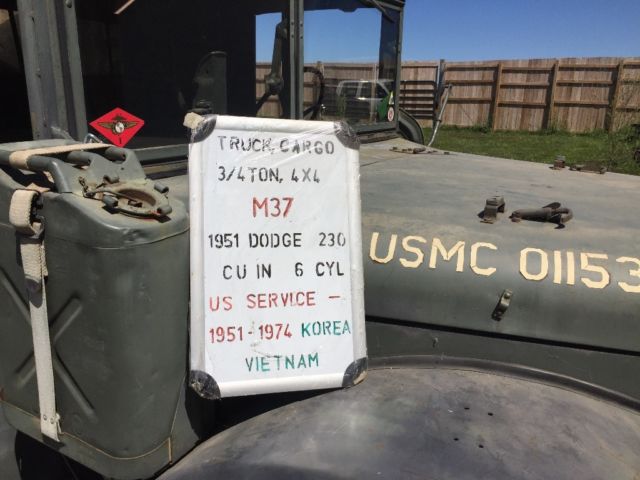 TRUCK, CARGO
3/4 TON, 4X4
M37
1951 DODGE 230
CU IN 6 CYL
US SERVICE -
1951-1974 KOREA
VIETNAM
USMC 01153